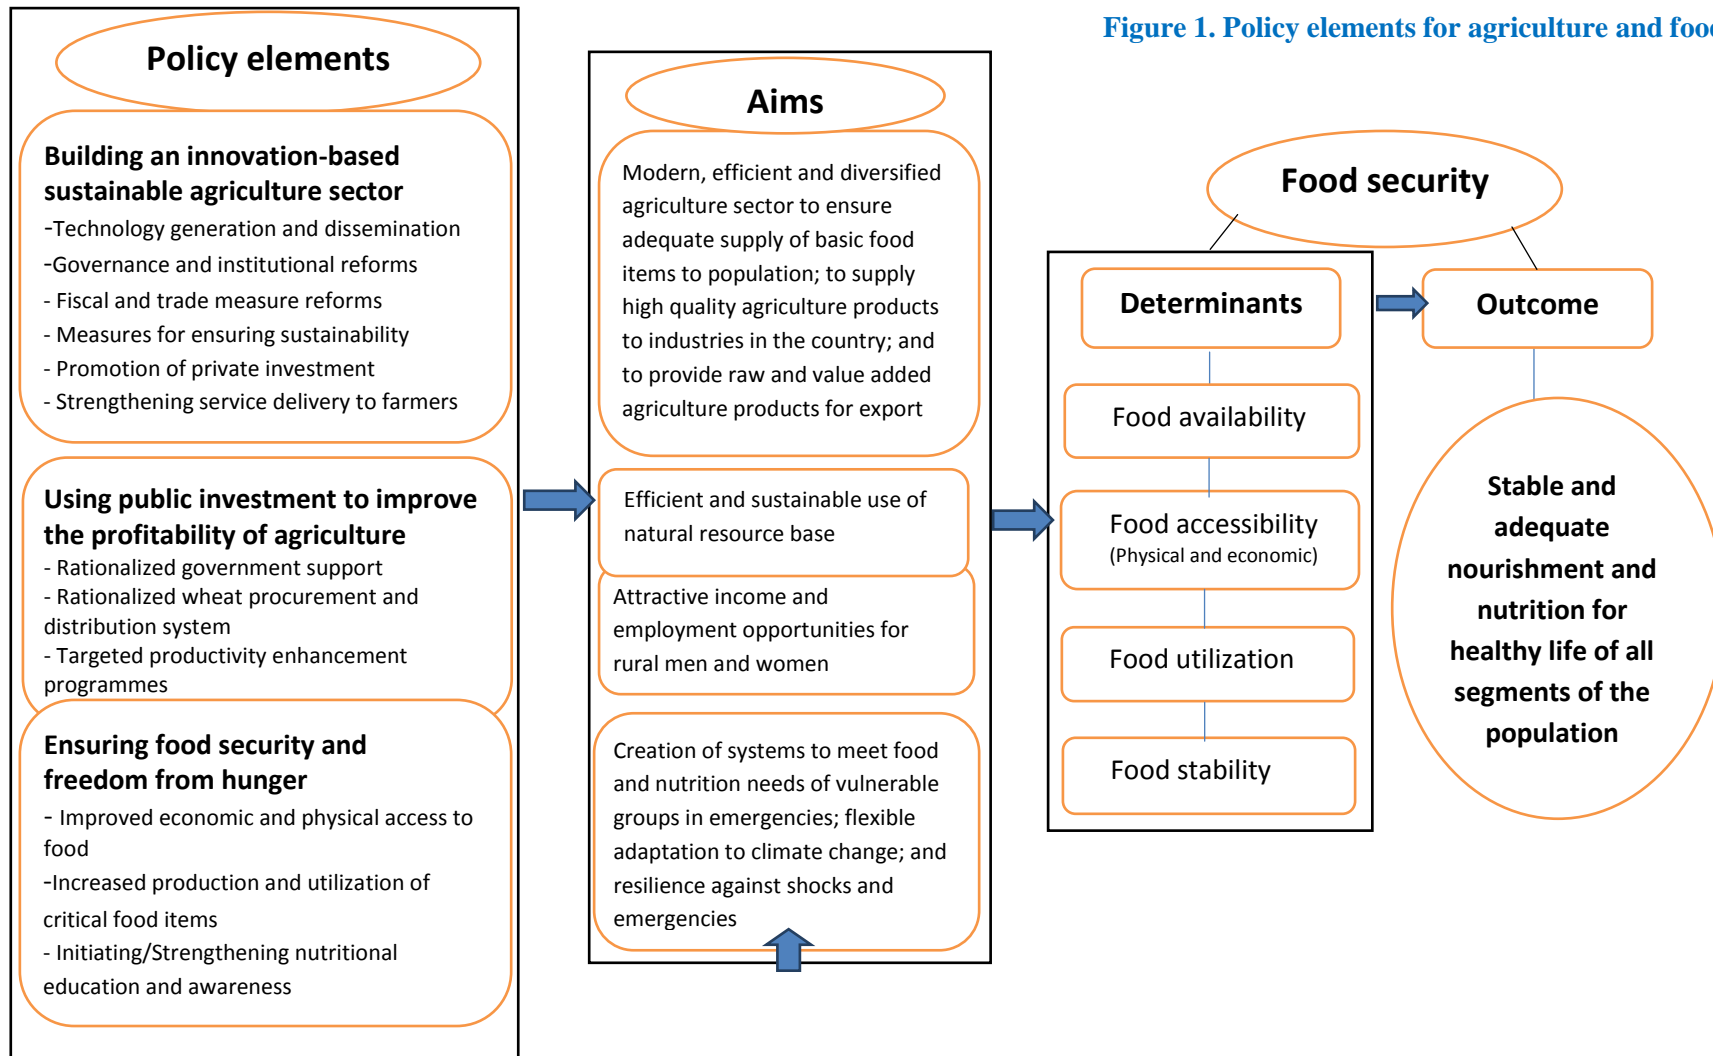 Figure 1. Policy elements for agriculture and food
Policy elements
Building an innovation-based
sustainable agriculture sector
-Technology generation and dissemination
-Governance and institutional reforms
- Fiscal and trade measure reforms
- Measures for ensuring sustainability
- Promotion of private investment
- Strengthening service delivery to farmers
Using public investment to improve
the profitability of agriculture
- Rationalized government support
- Rationalized wheat procurement and
distribution system
- Targeted productivity enhancement
programmes
Ensuring food security and
freedom from hunger
- Improved economic and physical access to
food
-Increased production and utilization of
critical food items
- Initiating/Strengthening nutritional
education and awareness
Aims
Modern, efficient and diversified
agriculture sector to ensure
adequate supply of basic food
items to population; to supply
high quality agriculture products
to industries in the country; and
to provide raw and value added
agriculture products for export
Efficient and sustainable use of
natural resource base
Attractive income and
employment opportunities for
rural men and women
Creation of systems to meet food
and nutrition needs of vulnerable
groups in emergencies; flexible
adaptation to climate change; and
resilience against shocks and
emergencies
Food security
Determinants
Food availability
Food accessibility
(Physical and economic)
Food utilization
Food stability
Outcome
Stable and
adequate
nourishment and
nutrition for
healthy life of all
segments of the
population